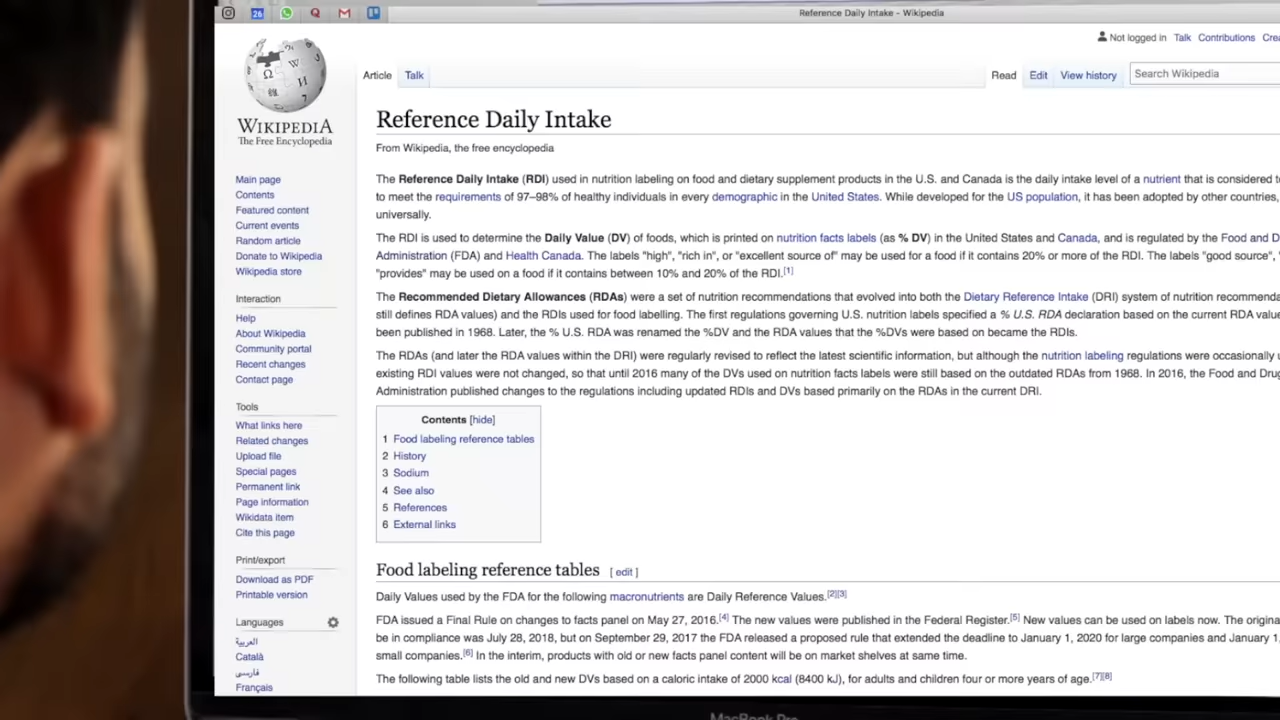 26
Reference Daily Intake - Wikipedia
Not logged in Talk Contributions Crea
Article Talk
Read Edit View history Search Wikipedia
WIKIPEDIA
The Free Encyclopedia
Reference Daily Intake
From Wikipedia, the free encyclopedia
The Reference Daily Intake (RDI) used in nutrition labeling on food and dietary supplement products in the U.S. and Canada is the daily intake level of a nutrient that is considered
to meet the requirements of 97–98% of healthy individuals in every demographic in the United States. While developed for the US population, it has been adopted by other countries,
universally.
The RDI is used to determine the Daily Value (DV) of foods, which is printed on nutrition facts labels (as % DV) in the United States and Canada, and is regulated by the Food and D
Administration (FDA) and Health Canada. The labels "high", "rich in", or "excellent source of" may be used for a food if it contains 20% or more of the RDI. The labels "good source", "
"provides" may be used on a food if it contains between 10% and 20% of the RDI.[1]
The Recommended Dietary Allowances (RDAs) were a set of nutrition recommendations that evolved into both the Dietary Reference Intake (DRI) system of nutrition recommenda
still defines RDA values) and the RDIs used for food labelling. The first regulations governing U.S. nutrition labels specified a % U.S. RDA declaration based on the current RDA value
been published in 1968. Later, the % U.S. RDA was renamed the %DV and the RDA values that the %DVs were based on became the RDIs.
The RDAs (and later the RDA values within the DRI) were regularly revised to reflect the latest scientific information, but although the nutrition labeling regulations were occasionally
existing RDI values were not changed, so that until 2016 many of the DVs used on nutrition facts labels were still based on the outdated RDAs from 1968. In 2016, the Food and Drug
Administration published changes to the regulations including updated RDIs and DVs based primarily on the RDAs in the current DRI.
Contents [hide]
1 Food labeling reference tables
2 History
3 Sodium
4 See also
5 References
6 External links
Food labeling reference tables [ edit ]
Daily Values used by the FDA for the following macronutrients are Daily Reference Values.[2][3]
FDA issued a Final Rule on changes to facts panel on May 27, 2016.[4] The new values were published in the Federal Register.[5] New values can be used on labels now. The origina
be in compliance was July 28, 2018, but on September 29, 2017 the FDA released a proposed rule that extended the deadline to January 1, 2020 for large companies and January 1,
small companies.[6] In the interim, products with old or new facts panel content will be on market shelves at same time.
The following table lists the old and new DVs based on a caloric intake of 2000 kcal (8400 kJ), for adults and children four or more years of age.[7][8]
Main page
Contents
Featured content
Current events
Random article
Donate to Wikipedia
Wikipedia store
Interaction
Help
About Wikipedia
Community portal
Recent changes
Contact page
Tools
What links here
Related changes
Upload file
Special pages
Permanent link
Page information
Wikidata item
Cite this page
Print/export
Download as PDF
Printable version
Languages
العربية
Català
فارسی
Français
MacBook Pro